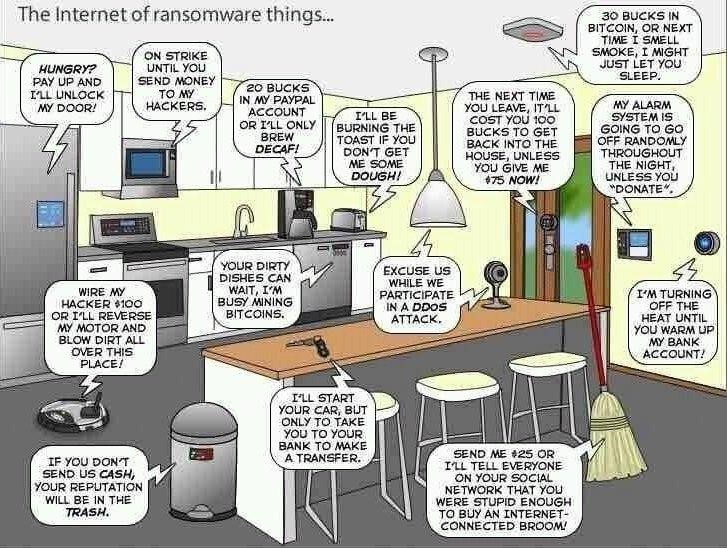 The Internet of ransomware things...
HUNGRY?
PAY UP AND
I'LL UNLOCK
MY DOOR!
ON STRIKE
UNTIL YOU
SEND MONEY
TO MY
HACKERS.
20 BUCKS
IN MY PAYPAL
ACCOUNT
OR I'LL ONLY
BREW
DECAF!
I'LL BE
BURNING THE
TOAST IF YOU
DON'T GET
ME SOME
DOUGH!
THE NEXT TIME
YOU LEAVE, IT'LL
COST YOU 100
BUCKS TO GET
BACK INTO THE
HOUSE, UNLESS
YOU GIVE ME
$75 NOW!
30 BUCKS IN
BITCOIN, OR NEXT
TIME I SMELL
SMOKE, I MIGHT
JUST LET YOU
SLEEP.
MY ALARM
SYSTEM IS
GOING TO GO
OFF RANDOMLY
THROUGHOUT
THE NIGHT,
UNLESS YOU
"DONATE".
WIRE MY
HACKER $100
OR I'LL REVERSE
MY MOTOR AND
BLOW DIRT ALL
OVER THIS
PLACE!
YOUR DIRTY
DISHES CAN
WAIT, I'M
BUSY MINING
BITCOINS.
EXCUSE US
WHILE WE
PARTICIPATE
IN A DDOS
ATTACK.
I'M TURNING
OFF THE
HEAT UNTIL
YOU WARM UP
MY BANK
ACCOUNT!
IF YOU DON'T
SEND US CASH,
YOUR REPUTATION
WILL BE IN THE
TRASH.
I'LL START
YOUR CAR, BUT
ONLY TO TAKE
YOU TO YOUR
BANK TO MAKE
A TRANSFER.
SEND ME $25 OR
I'LL TELL EVERYONE
ON YOUR SOCIAL
NETWORK THAT YOU
WERE STUPID ENOUGH
TO BUY AN INTERNET-
CONNECTED BROOM!